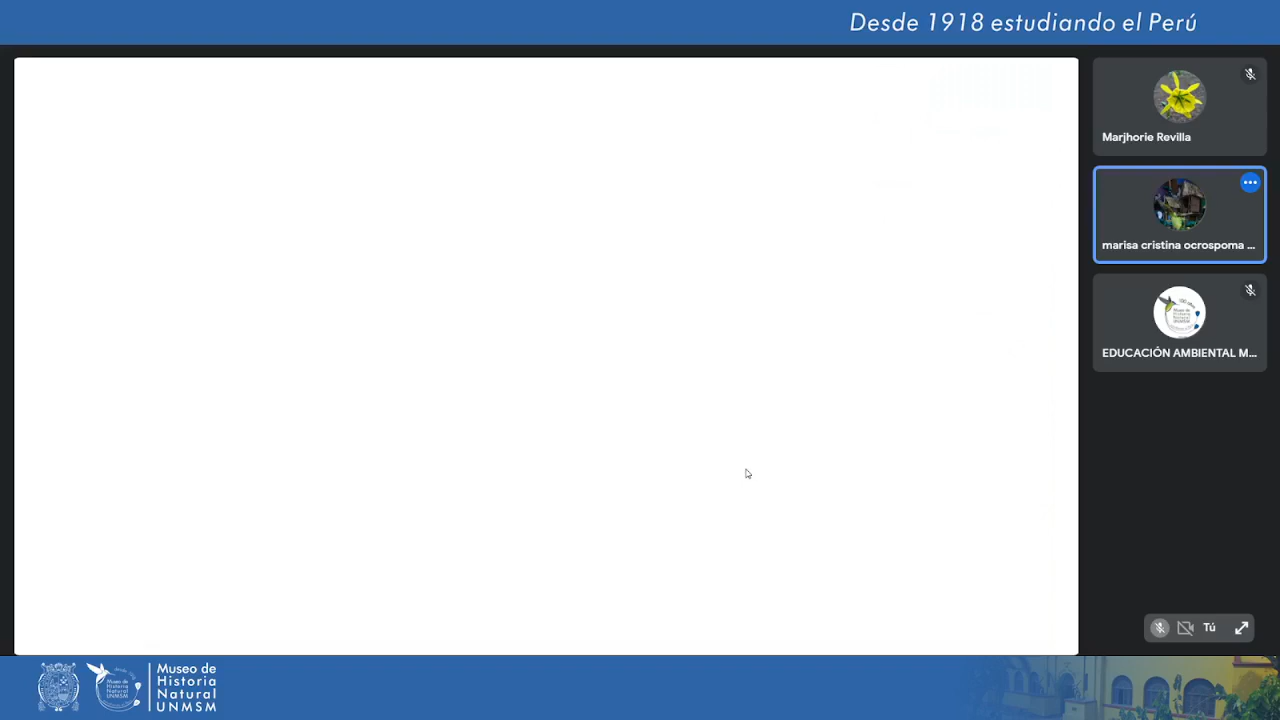 Desde 1918 estudiando el Perú
Marjhorie Revilla
marisa cristina ocrospoma ...
EDUCACIÓN AMBIENTAL M...
Tú
Museo de
Historia
Natural
UNMSM